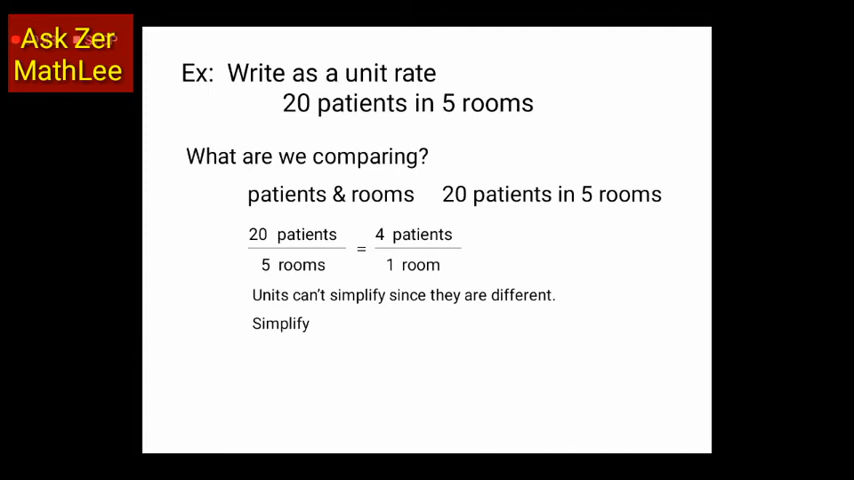 Ask Zer
MathLee
Ex: Write as a unit rate
20 patients in 5 rooms
What are we comparing?
patients & rooms 20 patients in 5 rooms
20 patients
5 rooms
=
4 patients
1 room
Units can't simplify since they are different.
Simplify